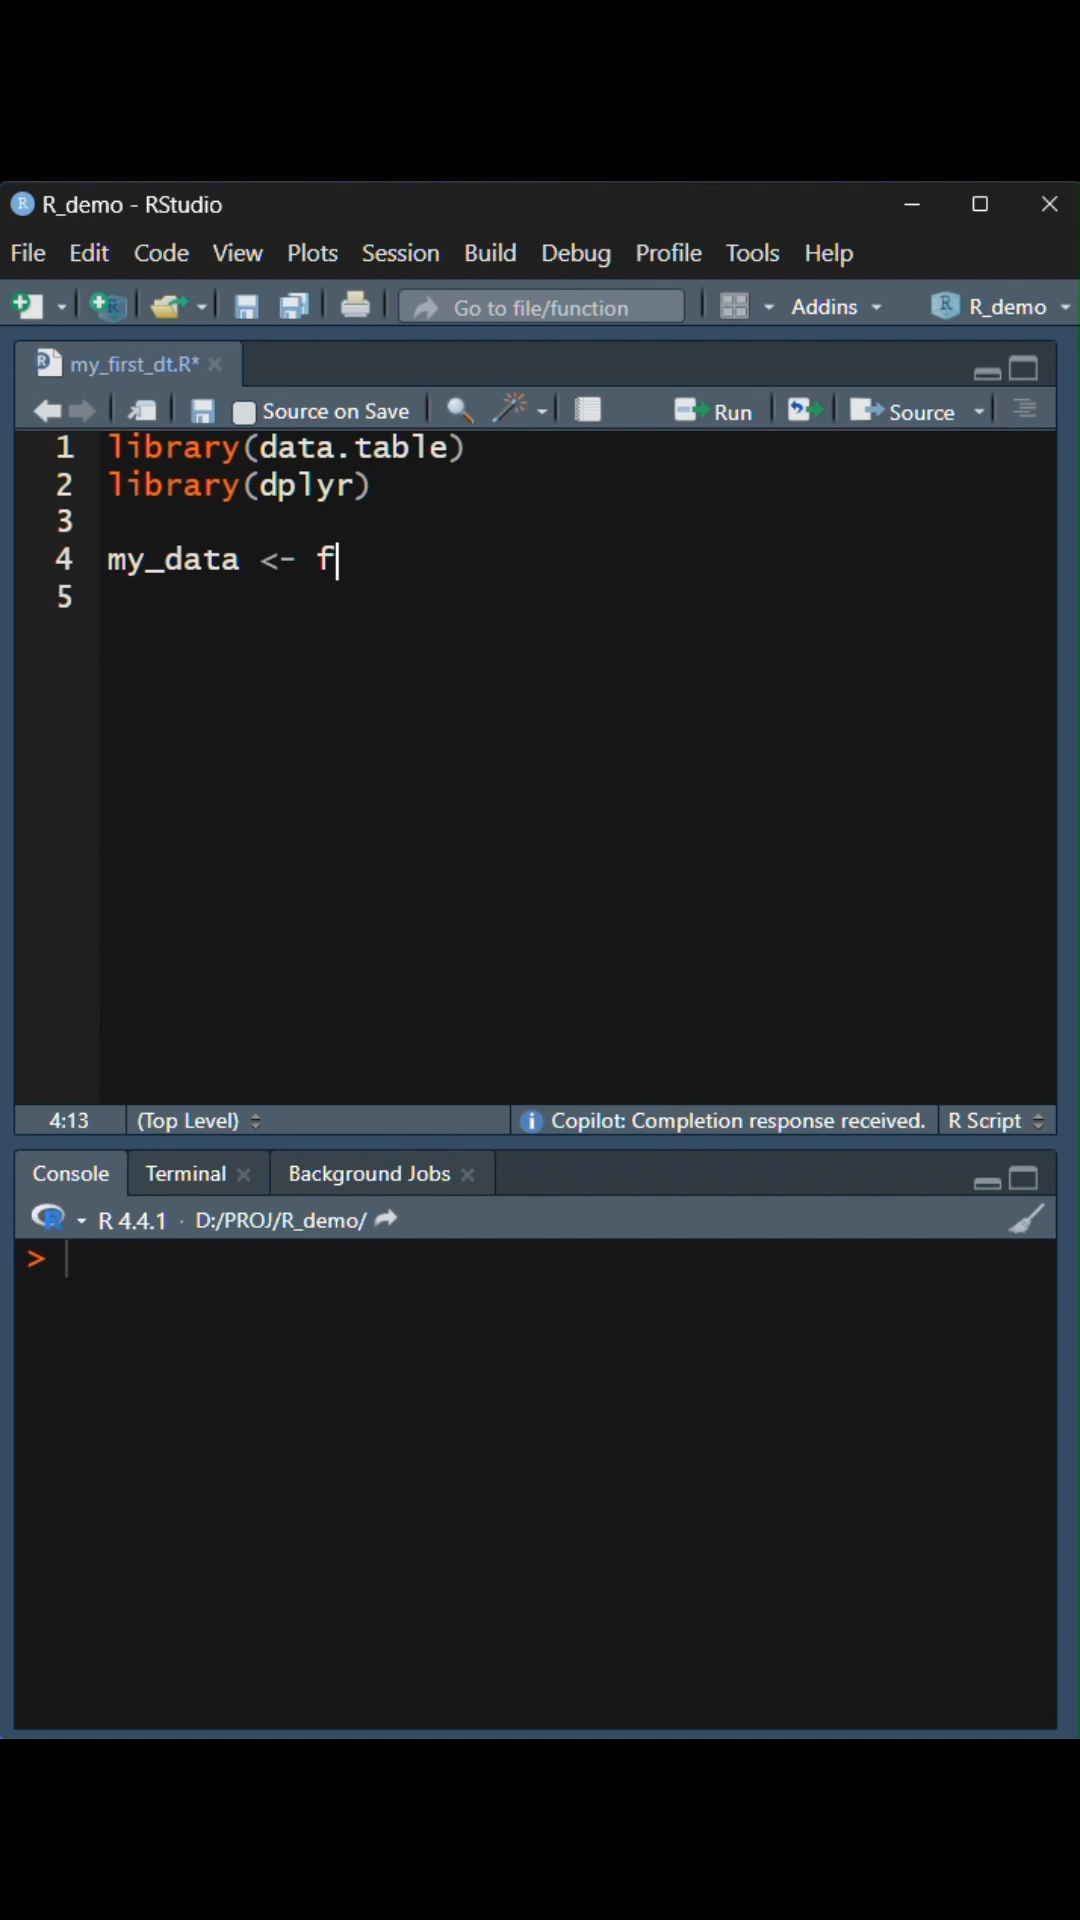 R_demo - RStudio
File Edit Code View Plots Session Build Debug Profile Tools Help
Go to file/function Addins R_demo
my_first_dt.R*
Source on Save Run Source
1 library(data.table)
2 library(dplyr)
3
4 my_data <- f
5
4:13 (Top Level) Copilot: Completion response received. R Script
Console Terminal Background Jobs
R 4.4.1 · D:/PROJ/R_demo/
>